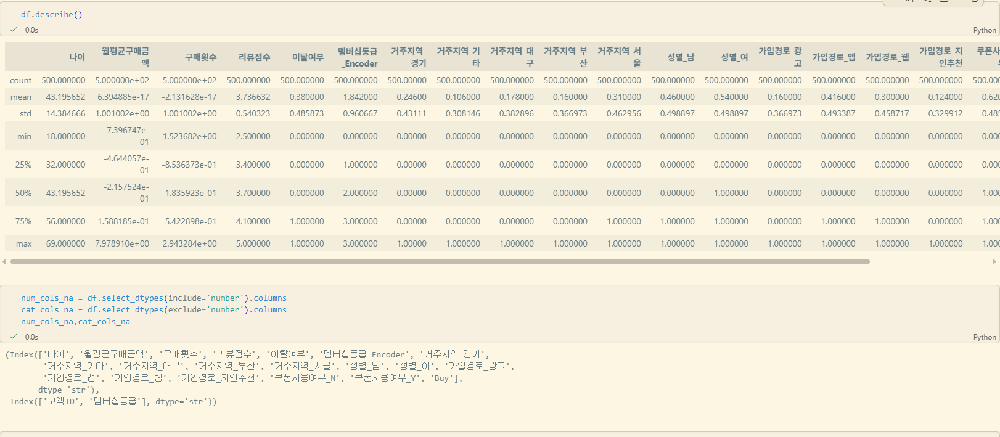 df.describe()
0.0s
Python
나이 월평균구매금액 구매횟수 리뷰점수 이탈여부 멤버십등급_Encoder 거주지역_경기 거주지역_기타 거주지역_대구 거주지역_부산 거주지역_서울 성별_남 성별_여 가입경로_광고 가입경로_앱 가입경로_웹 가입경로_지인추천
count 500.000000 5.000000e+02 5.000000e+02 500.000000 500.000000 500.000000 500.00000 500.000000 500.000000 500.000000 500.000000 500.000000 500.000000 500.000000 500.000000 500.000000 500.000000
mean 43.195652 6.394885e-17 -2.131628e-17 3.736632 0.380000 1.842000 0.24600 0.106000 0.178000 0.160000 0.310000 0.460000 0.540000 0.160000 0.416000 0.300000 0.124000
std 14.384666 1.001002e+00 1.001002e+00 0.540323 0.485873 0.960667 0.43111 0.308146 0.382896 0.366973 0.462956 0.498897 0.498897 0.366973 0.493387 0.458717 0.329912
min 18.000000 -7.396747e-01 -1.523682e+00 2.500000 0.000000 0.000000 0.00000 0.000000 0.000000 0.000000 0.000000 0.000000 0.000000 0.000000 0.000000 0.000000 0.000000
25% 32.000000 -4.644057e-01 -8.536373e-01 3.400000 0.000000 1.000000 0.00000 0.000000 0.000000 0.000000 0.000000 0.000000 0.000000 0.000000 0.000000 0.000000 0.000000
50% 43.195652 -2.157524e-01 -1.835923e-01 3.700000 0.000000 2.000000 0.00000 0.000000 0.000000 0.000000 0.000000 0.000000 1.000000 0.000000 0.000000 0.000000 0.000000
75% 56.000000 1.588185e-01 5.422898e-01 4.100000 1.000000 3.000000 0.00000 0.000000 0.000000 0.000000 1.000000 1.000000 1.000000 0.000000 1.000000 1.000000 0.000000
max 69.000000 7.978910e+00 2.943284e+00 5.000000 1.000000 3.000000 1.00000 1.000000 1.000000 1.000000 1.000000 1.000000 1.000000 1.000000 1.000000 1.000000 1.000000
num_cols_na = df.select_dtypes(include='number').columns
cat_cols_na = df.select_dtypes(exclude='number').columns
num_cols_na,cat_cols_na
0.0s
Python
(Index(['나이', '월평균구매금액', '구매횟수', '리뷰점수', '이탈여부', '멤버십등급_Encoder', '거주지역_경기',
'거주지역_기타', '거주지역_대구', '거주지역_부산', '거주지역_서울', '성별_남', '성별_여', '가입경로_광고',
'가입경로_앱', '가입경로_웹', '가입경로_지인추천', '쿠폰사용여부_N', '쿠폰사용여부_Y', 'Buy'],
dtype='str'),
Index(['고객ID', '멤버십등급'], dtype='str'))